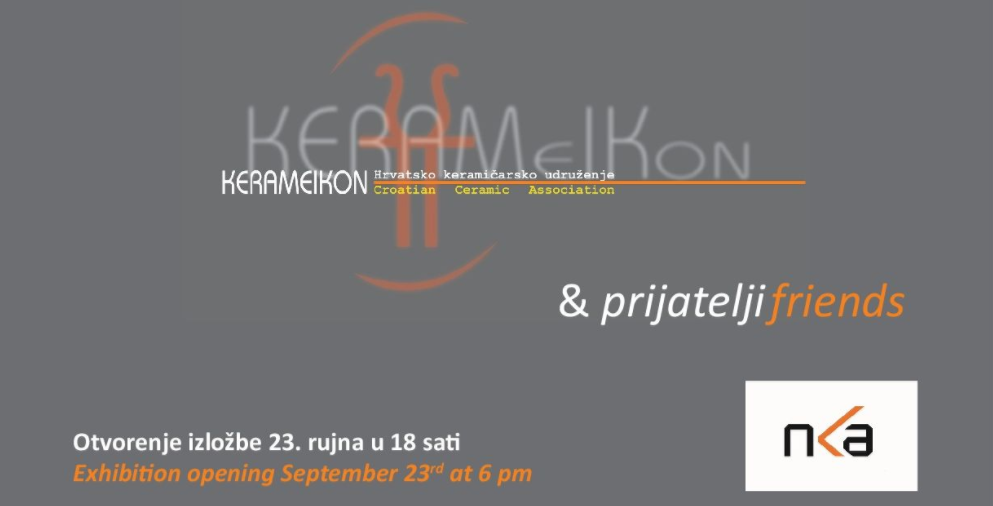 KERAMEIKON
KERAMEIKON Hrvatsko keramičarsko udruženje
Croatian Ceramic Association
& prijatelji friends
Otvorenje izložbe 23. rujna u 18 sati
Exhibition opening September 23rd at 6 pm
nka